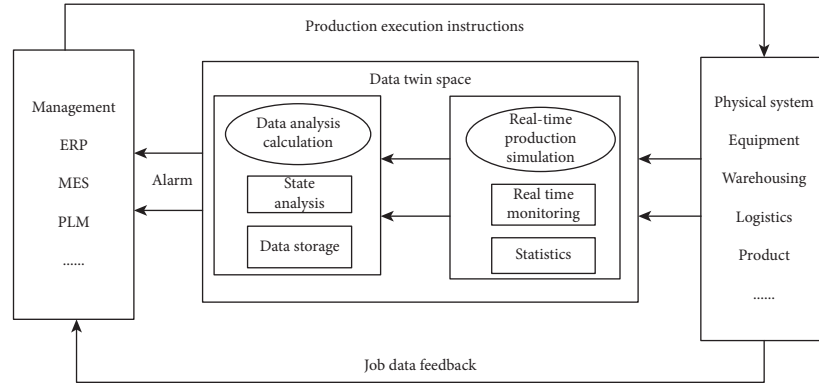 Production execution instructions
Management
ERP
MES
PLM
......
Alarm
Data twin space
Data analysis
calculation
State
analysis
Data storage
Real-time
production
simulation
Real time
monitoring
Statistics
Physical system
Equipment
Warehousing
Logistics
Product
......
Job data feedback